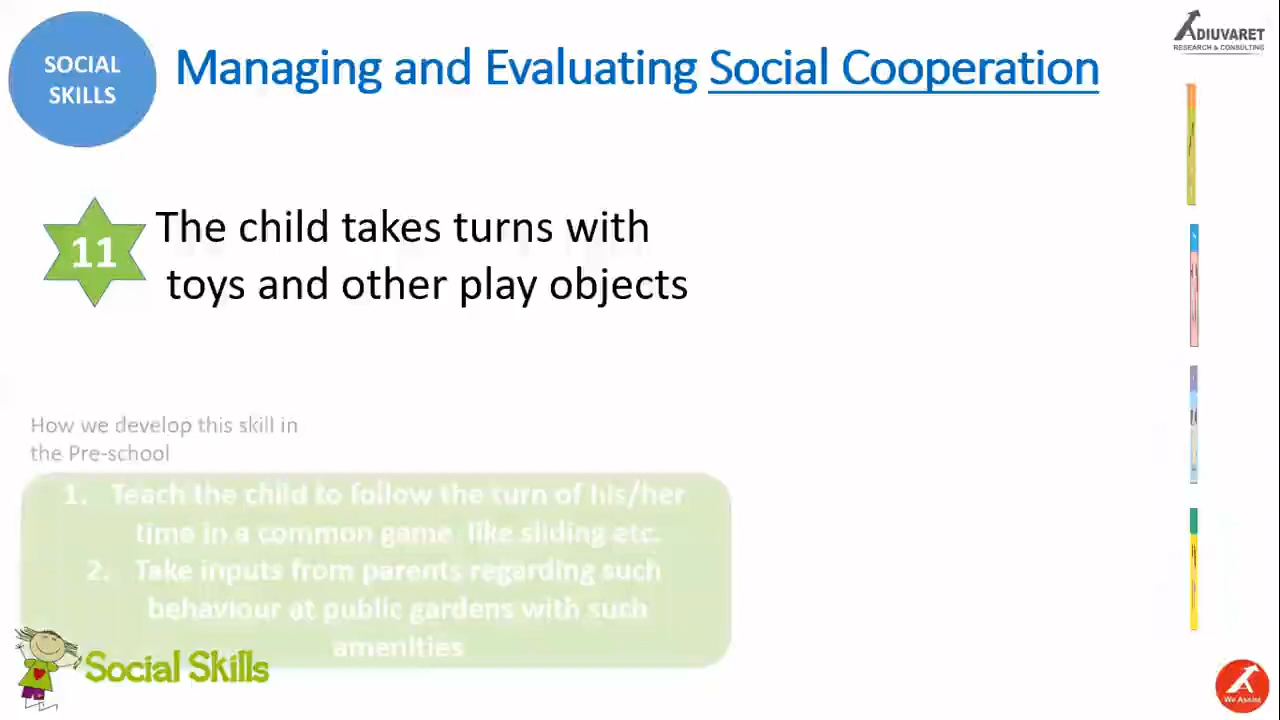 SOCIAL
SKILLS
Managing and Evaluating Social Cooperation
ADIUVARET
RESEARCH & CONSULTING
11
The child takes turns with
toys and other play objects
How we develop this skill in
the Pre-school
1. Teach the child to follow the turn of his/her
time in a common game like sliding etc.
2. Take inputs from parents regarding such
behaviour at public gardens with such
amenities
Social Skills
We Assist